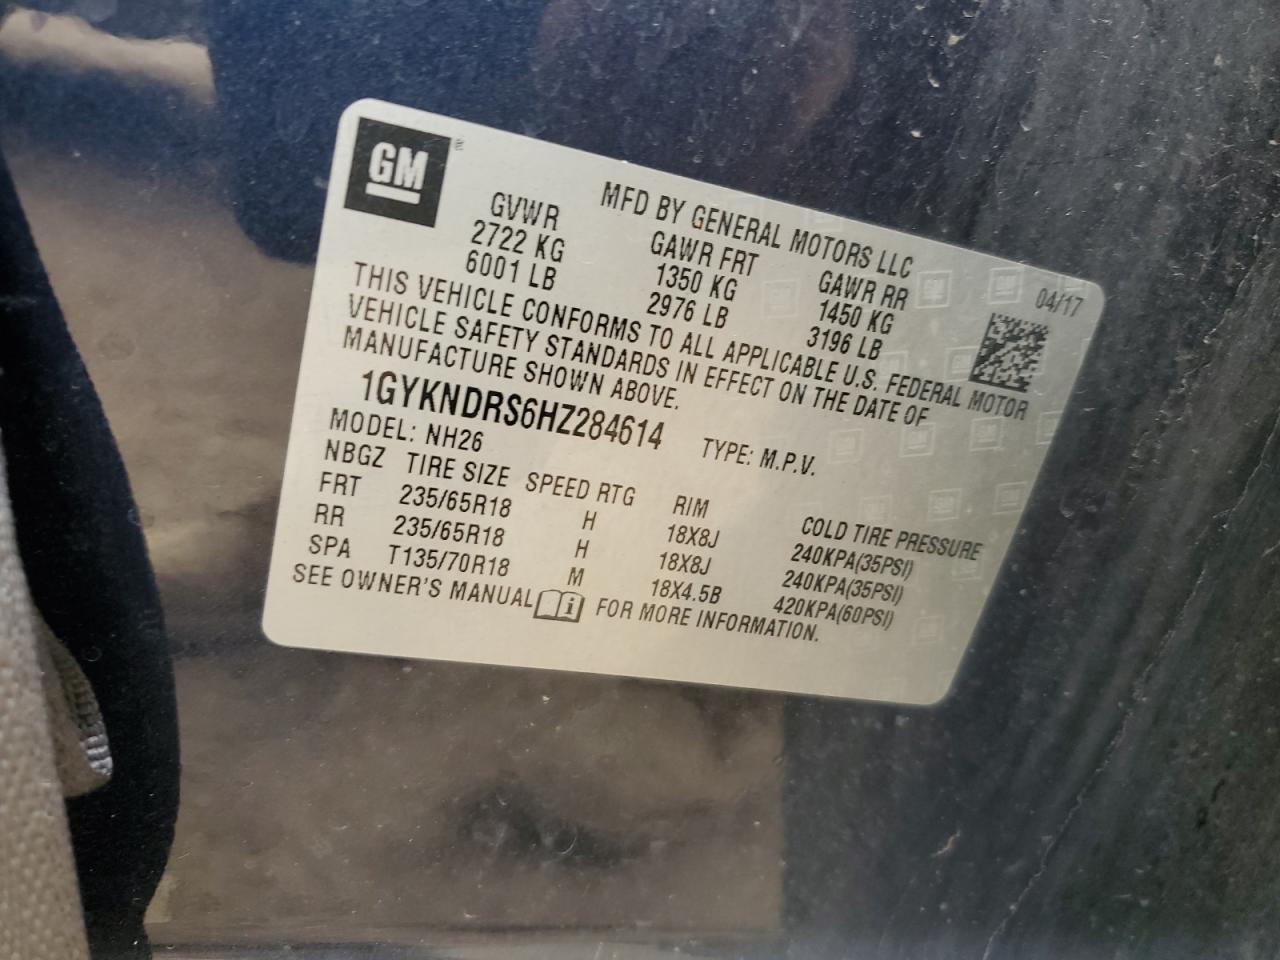 GM
MFD BY GENERAL MOTORS LLC
04/17
GVWR GAWR FRT GAWR RR
2722 KG 1350 KG 1450 KG
6001 LB 2976 LB 3196 LB
THIS VEHICLE CONFORMS TO ALL APPLICABLE U.S. FEDERAL MOTOR
VEHICLE SAFETY STANDARDS IN EFFECT ON THE DATE OF
MANUFACTURE SHOWN ABOVE.
1GYKNDRS6HZ284614 TYPE: M.P.V.
MODEL: NH26
NBGZ TIRE SIZE SPEED RTG RIM COLD TIRE PRESSURE
FRT 235/65R18 H 18X8J 240KPA(35PSI)
RR 235/65R18 H 18X8J 240KPA(35PSI)
SPA T135/70R18 M 18X4.5B 420KPA(60PSI)
SEE OWNER'S MANUAL i FOR MORE INFORMATION.